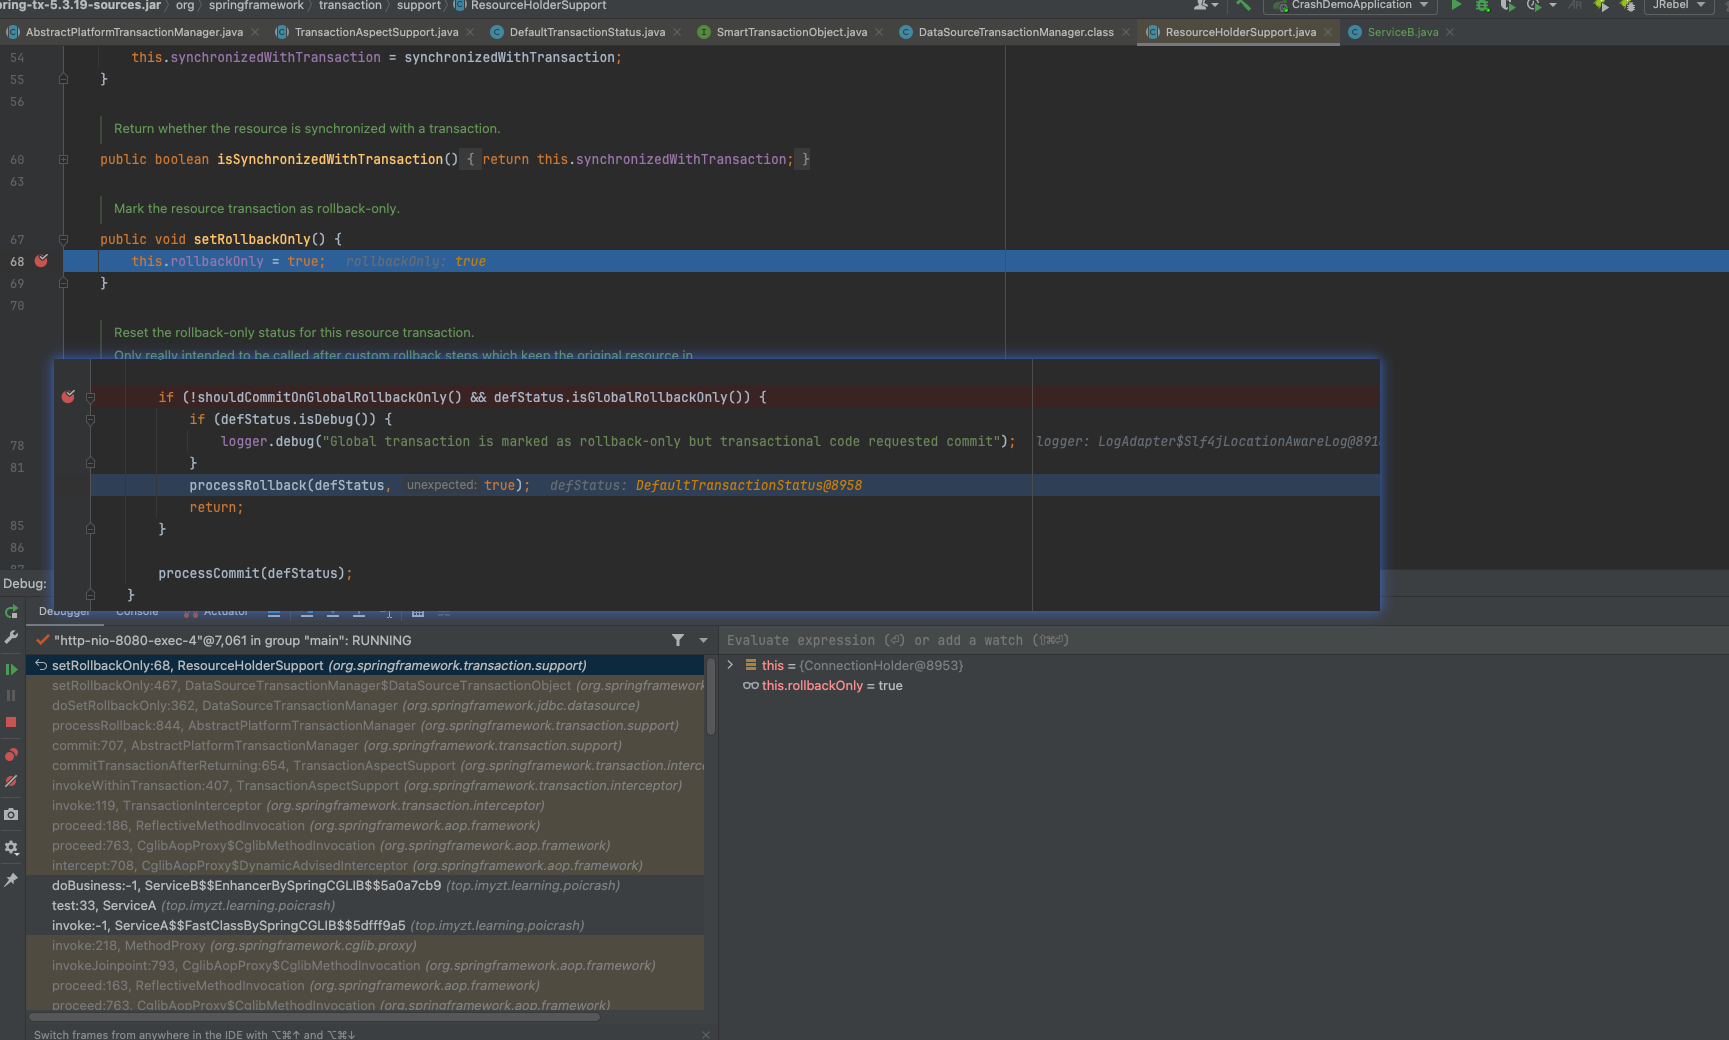 ring-tx-5.3.19-sources.jar › org › springframework › transaction › support › ResourceHolderSupport
CrashDemoApplication
JRebel
AbstractPlatformTransactionManager.java
TransactionAspectSupport.java
DefaultTransactionStatus.java
SmartTransactionObject.java
DataSourceTransactionManager.class
ResourceHolderSupport.java
ServiceB.java
54 this.synchronizedWithTransaction = synchronizedWithTransaction;
55 }
56
Return whether the resource is synchronized with a transaction.
60 public boolean isSynchronizedWithTransaction() { return this.synchronizedWithTransaction; }
63
Mark the resource transaction as rollback-only.
67 public void setRollbackOnly() {
68 this.rollbackOnly = true; rollbackOnly: true
69 }
70
Reset the rollback-only status for this resource transaction.
Only really intended to be called after custom rollback steps which keep the original resource in
78
81
85
86
87
if (!shouldCommitOnGlobalRollbackOnly() && defStatus.isGlobalRollbackOnly()) {
if (defStatus.isDebug()) {
logger.debug("Global transaction is marked as rollback-only but transactional code requested commit"); logger: LogAdapter$Slf4jLocationAwareLog@891
}
processRollback(defStatus, unexpected: true); defStatus: DefaultTransactionStatus@8958
return;
}
processCommit(defStatus);
}
Debug:
Debugger Console Actuator
"http-nio-8080-exec-4"@7,061 in group "main": RUNNING
Evaluate expression (⏎) or add a watch (⇧⌘⏎)
setRollbackOnly:68, ResourceHolderSupport (org.springframework.transaction.support)
setRollbackOnly:467, DataSourceTransactionManager$DataSourceTransactionObject (org.springframework
doSetRollbackOnly:362, DataSourceTransactionManager (org.springframework.jdbc.datasource)
processRollback:844, AbstractPlatformTransactionManager (org.springframework.transaction.support)
commit:707, AbstractPlatformTransactionManager (org.springframework.transaction.support)
commitTransactionAfterReturning:654, TransactionAspectSupport (org.springframework.transaction.interc
invokeWithinTransaction:407, TransactionAspectSupport (org.springframework.transaction.interceptor)
invoke:119, TransactionInterceptor (org.springframework.transaction.interceptor)
proceed:186, ReflectiveMethodInvocation (org.springframework.aop.framework)
proceed:763, CglibAopProxy$CglibMethodInvocation (org.springframework.aop.framework)
intercept:708, CglibAopProxy$DynamicAdvisedInterceptor (org.springframework.aop.framework)
doBusiness:-1, ServiceB$$EnhancerBySpringCGLIB$$5a0a7cb9 (top.imyzt.learning.poicrash)
test:33, ServiceA (top.imyzt.learning.poicrash)
invoke:-1, ServiceA$$FastClassBySpringCGLIB$$5dfff9a5 (top.imyzt.learning.poicrash)
invoke:218, MethodProxy (org.springframework.cglib.proxy)
invokeJoinpoint:793, CglibAopProxy$CglibMethodInvocation (org.springframework.aop.framework)
proceed:163, ReflectiveMethodInvocation (org.springframework.aop.framework)
proceed:763, CglibAopProxy$CglibMethodInvocation (org.springframework.aop.framework)
this = {ConnectionHolder@8953}
this.rollbackOnly = true
Switch frames from anywhere in the IDE with ⌥⌘↑ and ⌥⌘↓